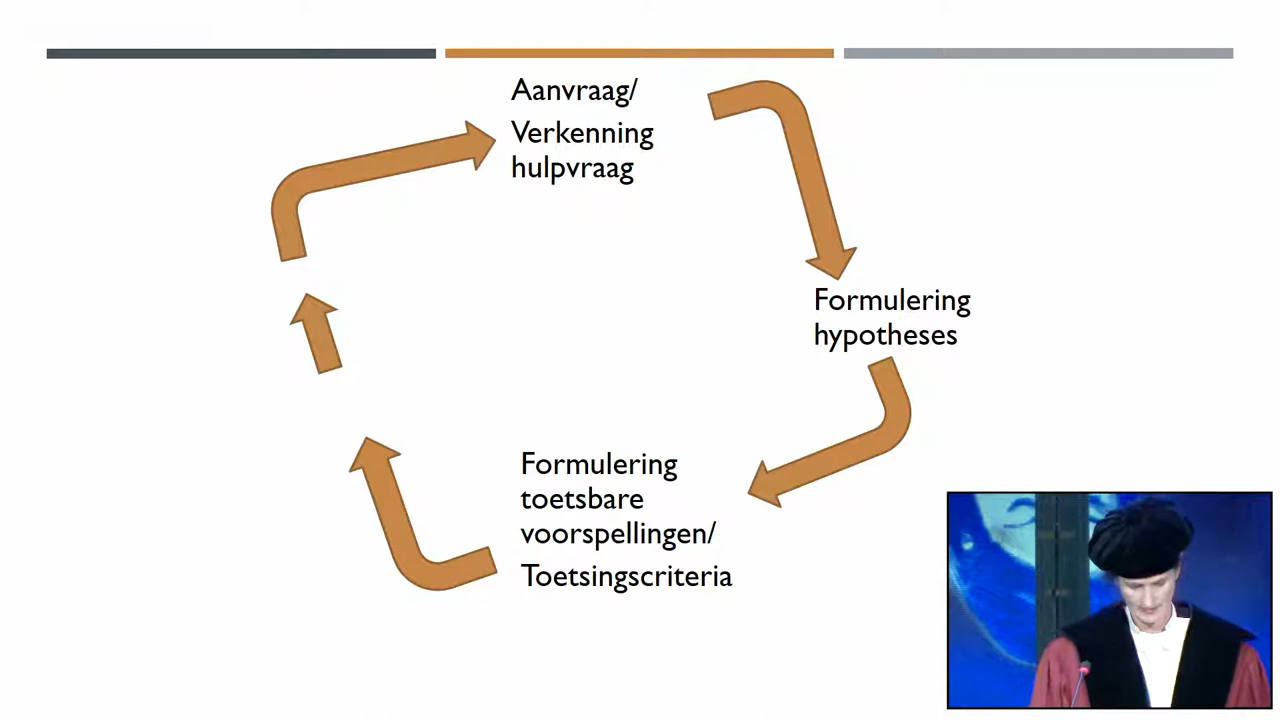 Aanvraag/
Verkenning
hulpvraag
Formulering
hypotheses
Formulering
toetsbare
voorspellingen/
Toetsingscriteria